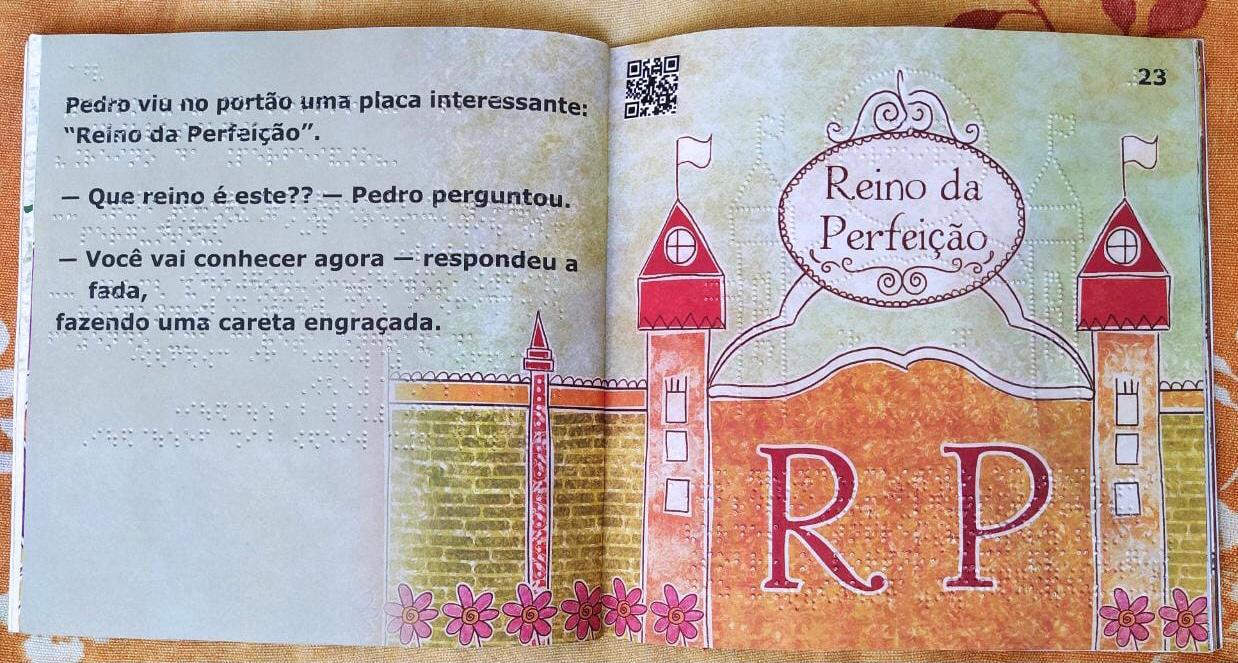 Pedro viu no portão uma placa interessante:
“Reino da Perfeição”.
— Que reino é este?? — Pedro perguntou.
— Você vai conhecer agora — respondeu a
fada,
fazendo uma careta engraçada.
23
Reino da
Perfeição
R P